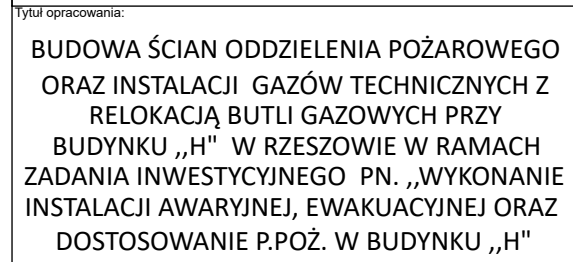 Tytuł opracowania:
BUDOWA ŚCIAN ODDZIELENIA POŻAROWEGO
ORAZ INSTALACJI GAZÓW TECHNICZNYCH Z
RELOKACJĄ BUTLI GAZOWYCH PRZY
BUDYNKU ,,H" W RZESZOWIE W RAMACH
ZADANIA INWESTYCYJNEGO PN. ,,WYKONANIE
INSTALACJI AWARYJNEJ, EWAKUACYJNEJ ORAZ
DOSTOSOWANIE P.POŻ. W BUDYNKU ,,H"